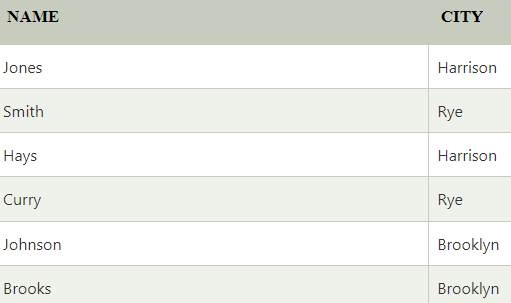 NAME CITY
Jones Harrison
Smith Rye
Hays Harrison
Curry Rye
Johnson Brooklyn
Brooks Brooklyn